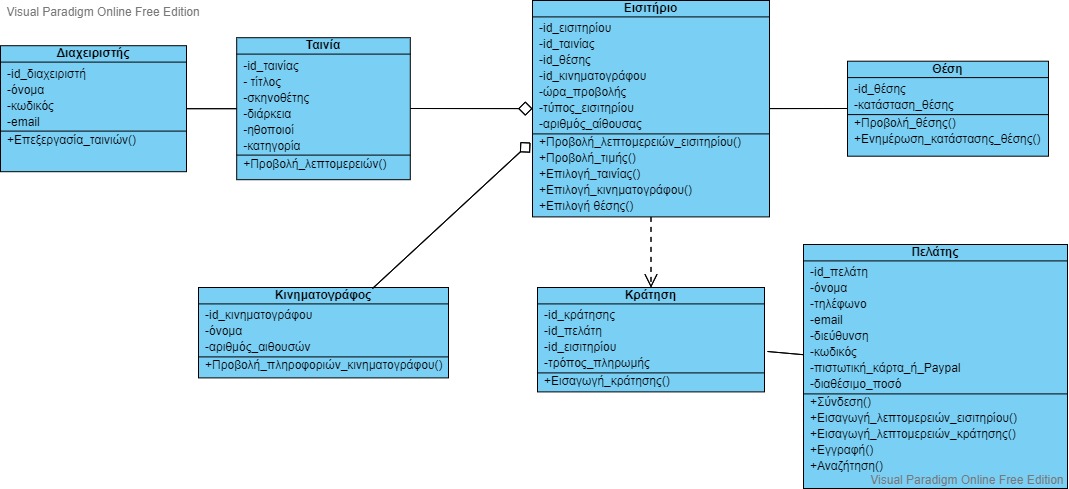 Visual Paradigm Online Free Edition
Διαχειριστής
-id_διαχειριστή
-όνομα
-κωδικός
-email
+Επεξεργασία_ταινιών()
Ταινία
-id_ταινίας
- τίτλος
-σκηνοθέτης
-διάρκεια
-ηθοποιοί
-κατηγορία
+Προβολή_λεπτομερειών()
Εισιτήριο
-id_εισιτηρίου
-id_ταινίας
-id_θέσης
-id_κινηματογράφου
-ώρα_προβολής
-τύπος_εισιτηρίου
-αριθμός_αίθουσας
+Προβολή_λεπτομερειών_εισιτηρίου()
+Προβολή_τιμής()
+Επιλογή_ταινίας()
+Επιλογή_κινηματογράφου()
+Επιλογή θέσης()
Θέση
-id_θέσης
-κατάσταση_θέσης
+Προβολή_θέσης()
+Ενημέρωση_κατάστασης_θέσης()
Κινηματογράφος
-id_κινηματογράφου
-όνομα
-αριθμός_αιθουσών
+Προβολή_πληροφοριών_κινηματογράφου()
Κράτηση
-id_κράτησης
-id_πελάτη
-id_εισιτηρίου
-τρόπος_πληρωμής
+Εισαγωγή_κράτησης()
Πελάτης
-id_πελάτη
-όνομα
-τηλέφωνο
-email
-διεύθυνση
-κωδικός
-πιστωτική_κάρτα_ή_Paypal
-διαθέσιμο_ποσό
+Σύνδεση()
+Εισαγωγή_λεπτομερειών_εισιτηρίου()
+Εισαγωγή_λεπτομερειών_κράτησης()
+Εγγραφή()
+Αναζήτηση()
Visual Paradigm Online Free Edition